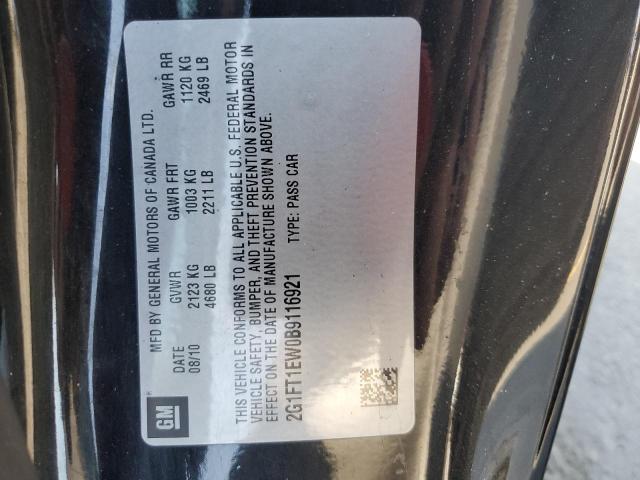 GM
MFD BY GENERAL MOTORS OF CANADA LTD.
DATE GVWR GAWR FRT GAWR RR
08/10 2123 KG 1003 KG 1120 KG
4680 LB 2211 LB 2469 LB
THIS VEHICLE CONFORMS TO ALL APPLICABLE U.S. FEDERAL MOTOR
VEHICLE SAFETY, BUMPER, AND THEFT PREVENTION STANDARDS IN
EFFECT ON THE DATE OF MANUFACTURE SHOWN ABOVE.
2G1FT1EW0B9116921 TYPE: PASS CAR